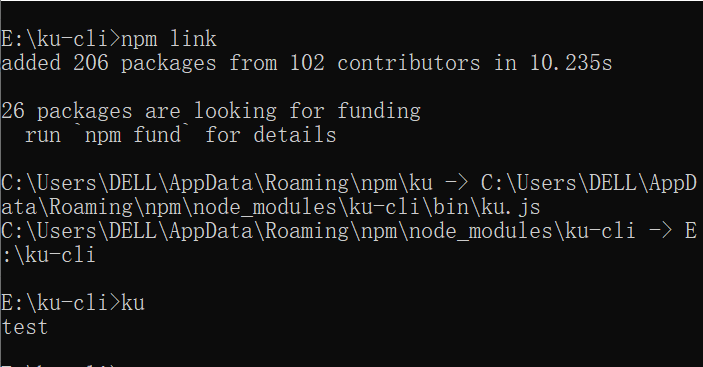 E:\ku-cli>npm link
added 206 packages from 102 contributors in 10.235s
26 packages are looking for funding
  run `npm fund` for details
C:\Users\DELL\AppData\Roaming\npm\ku -> C:\Users\DELL\AppD
ata\Roaming\npm\node_modules\ku-cli\bin\ku.js
C:\Users\DELL\AppData\Roaming\npm\node_modules\ku-cli -> E
:\ku-cli
E:\ku-cli>ku
test